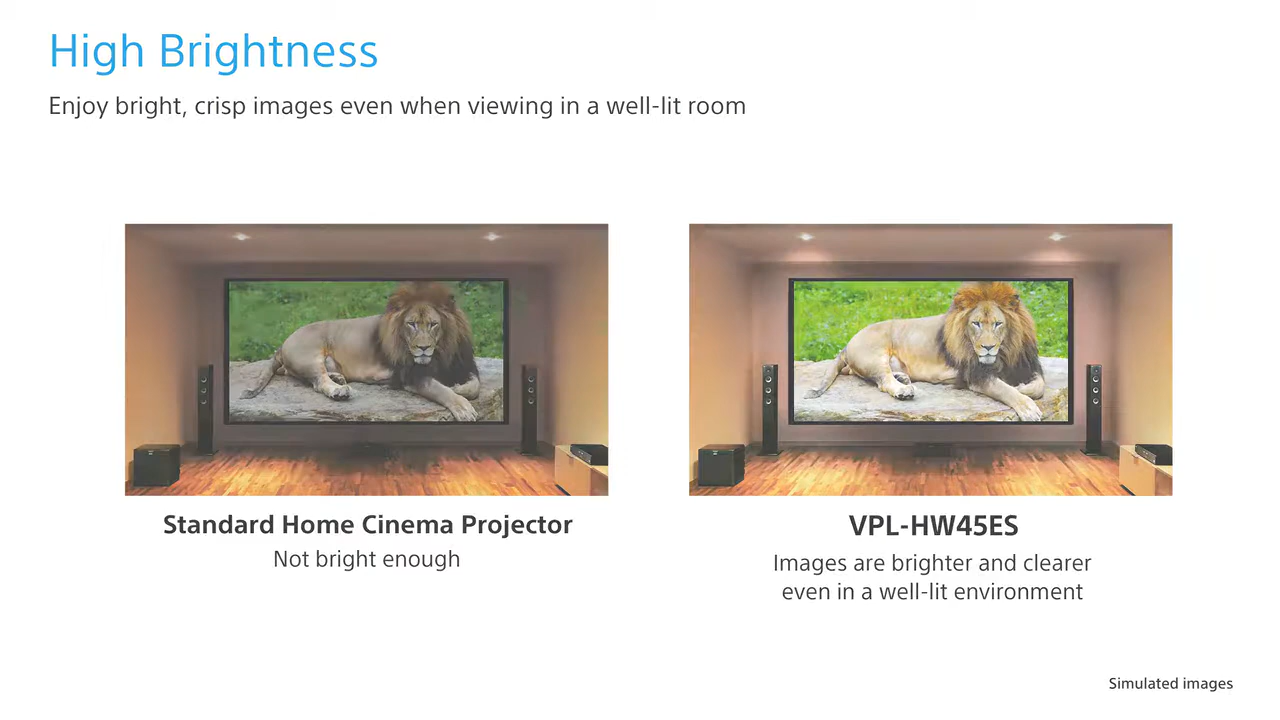 High Brightness
Enjoy bright, crisp images even when viewing in a well-lit room
Standard Home Cinema Projector
Not bright enough
VPL-HW45ES
Images are brighter and clearer
even in a well-lit environment
Simulated images